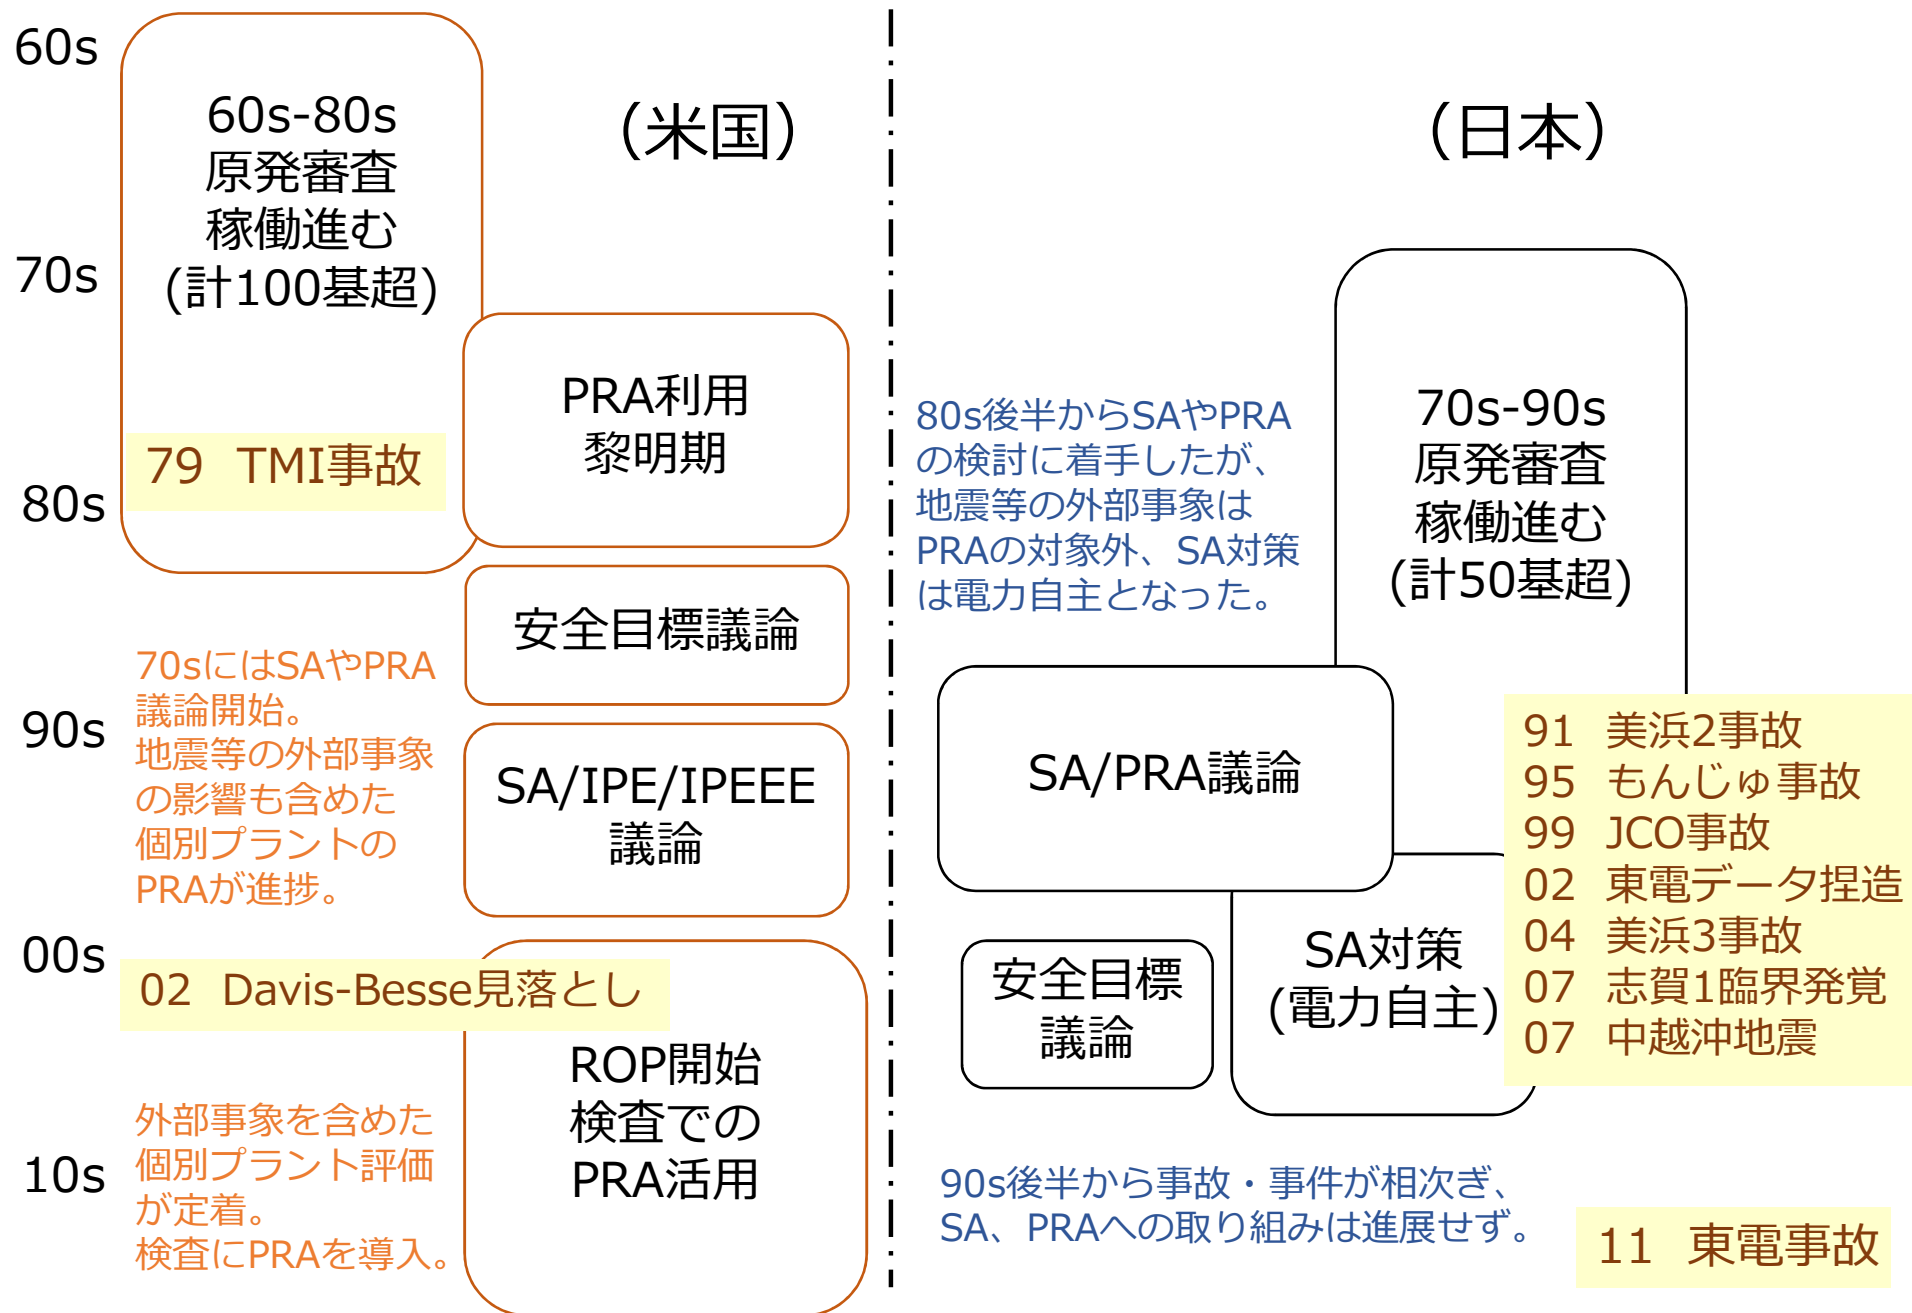 60s
70s
80s
90s
00s
10s
(米国)
60s-80s
原発審査
稼働進む
(計100基超)
79 TMI事故
PRA利用
黎明期
安全目標議論
70sにはSAやPRA
議論開始。
地震等の外部事象
の影響も含めた
個別プラントの
PRAが進捗。
SA/IPE/IPEEE
議論
02 Davis-Besse見落とし
ROP開始
検査での
PRA活用
外部事象を含めた
個別プラント評価
が定着。
検査にPRAを導入。
(日本)
80s後半からSAやPRA
の検討に着手したが、
地震等の外部事象は
PRAの対象外、SA対策
は電力自主となった。
70s-90s
原発審査
稼働進む
(計50基超)
SA/PRA議論
91 美浜2事故
95 もんじゅ事故
99 JCO事故
02 東電データ捏造
04 美浜3事故
07 志賀1臨界発覚
07 中越沖地震
安全目標
議論
SA対策
(電力自主)
90s後半から事故・事件が相次ぎ、
SA、PRAへの取り組みは進展せず。
11 東電事故